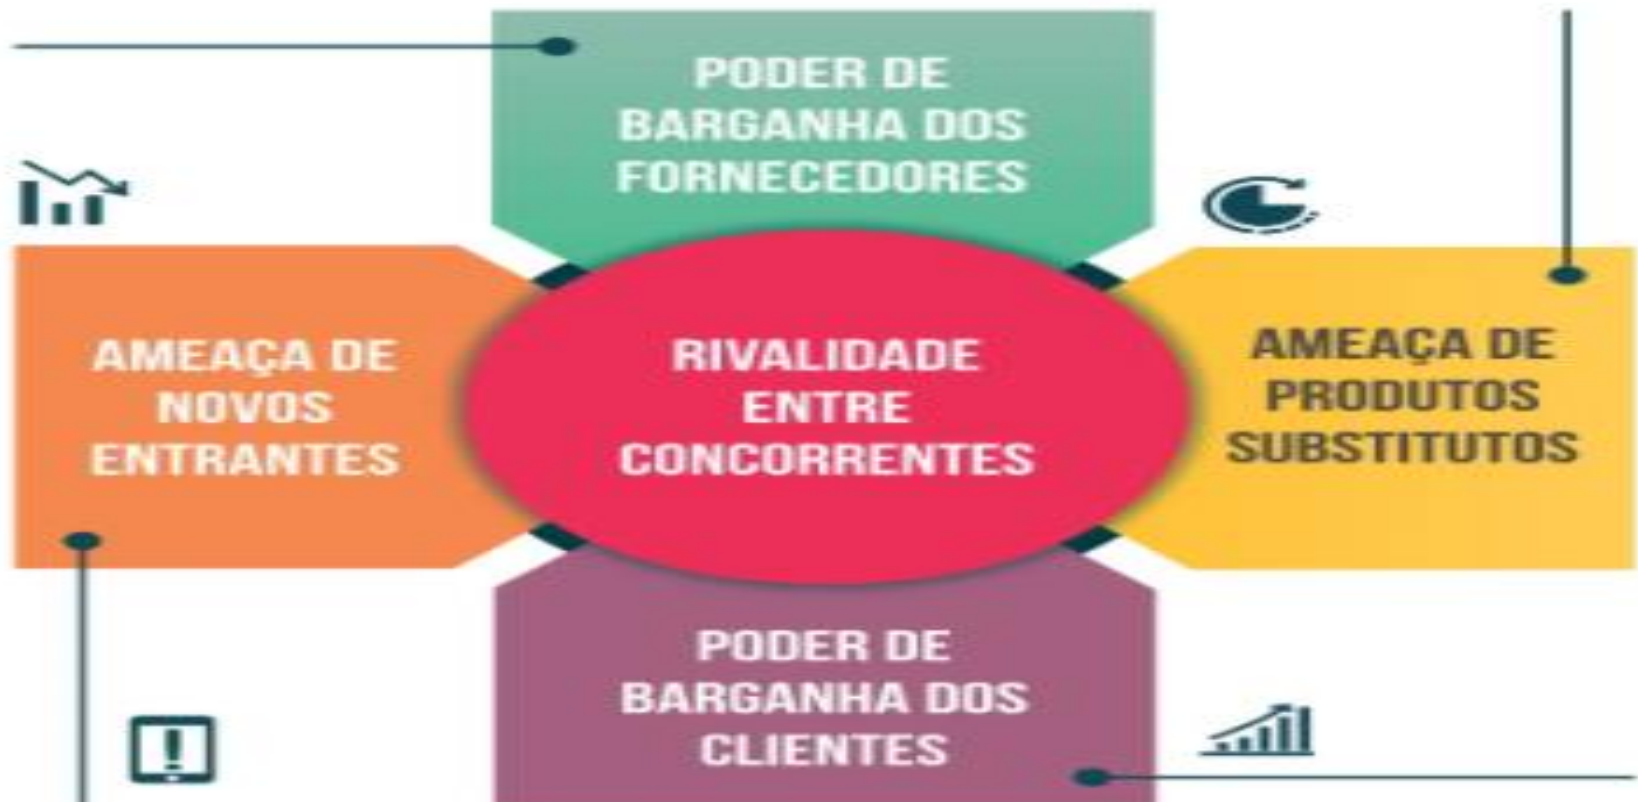 PODER DE
BARGANHA DOS
FORNECEDORES
AMEAÇA DE
NOVOS
ENTRANTES
RIVALIDADE
ENTRE
CONCORRENTES
AMEAÇA DE
PRODUTOS
SUBSTITUTOS
PODER DE
BARGANHA DOS
CLIENTES